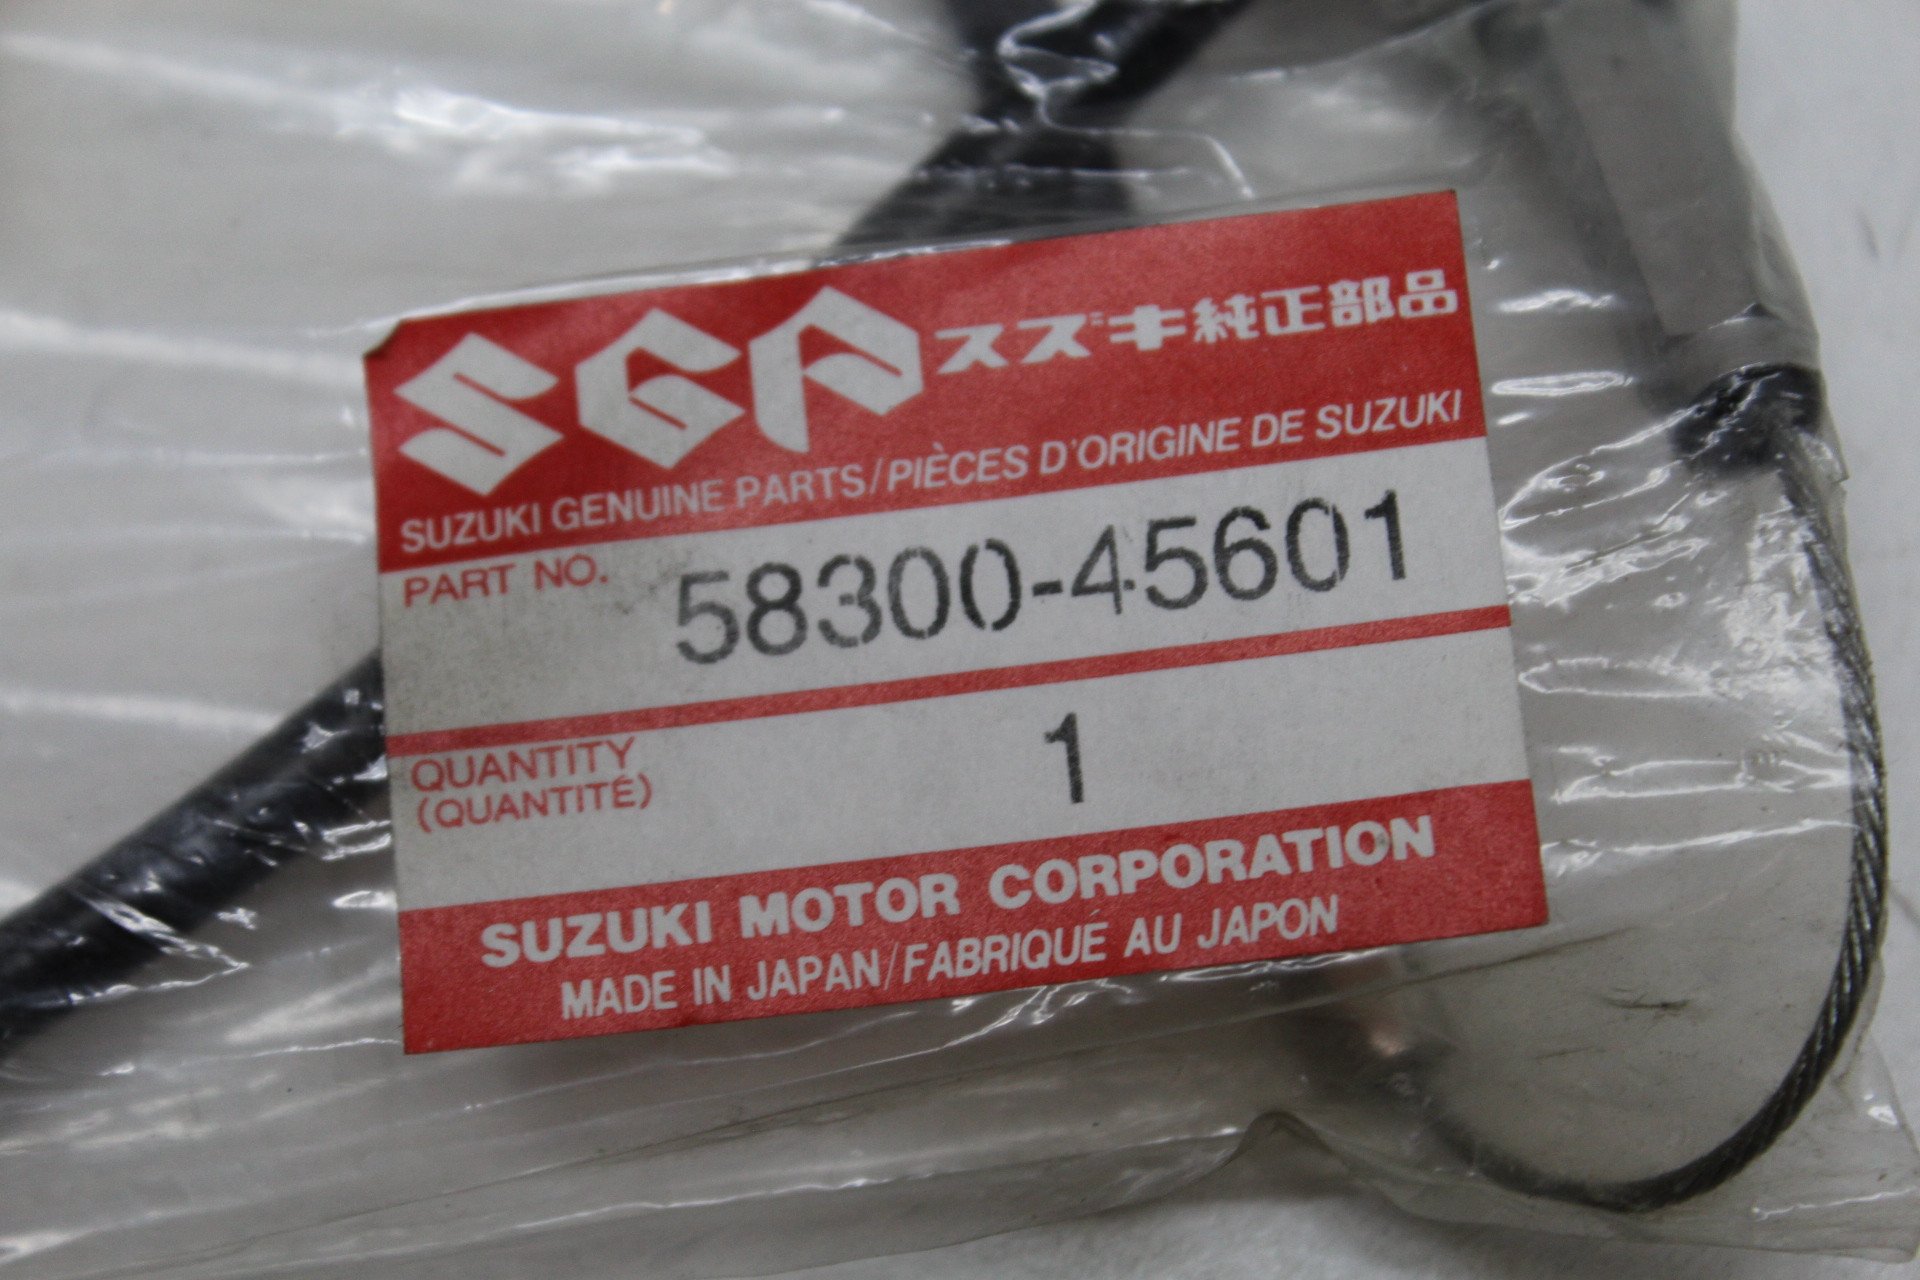 SGP スズキ純正部品
SUZUKI GENUINE PARTS/PIÈCES D'ORIGINE DE SUZUKI
PART NO. 58300-45601
QUANTITY 1
(QUANTITÉ)
SUZUKI MOTOR CORPORATION
MADE IN JAPAN/FABRIQUÉ AU JAPON